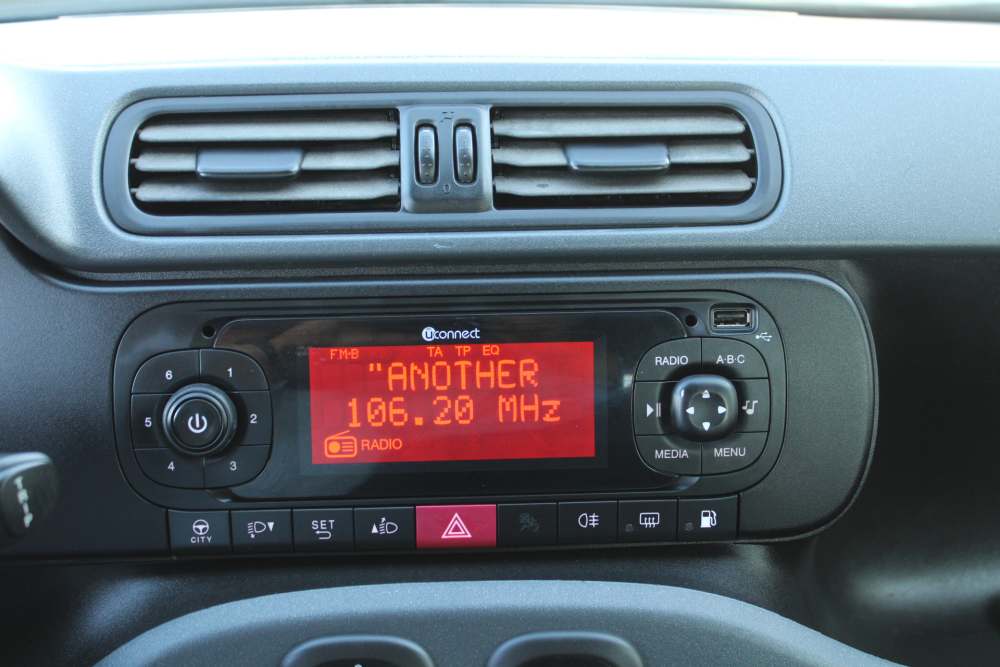 uconnect
FM-B TA TP EQ
"ANOTHER
106.20 MHz
RADIO
6 1
5 2
4 3
RADIO A·B·C
MEDIA MENU
CITY
SET